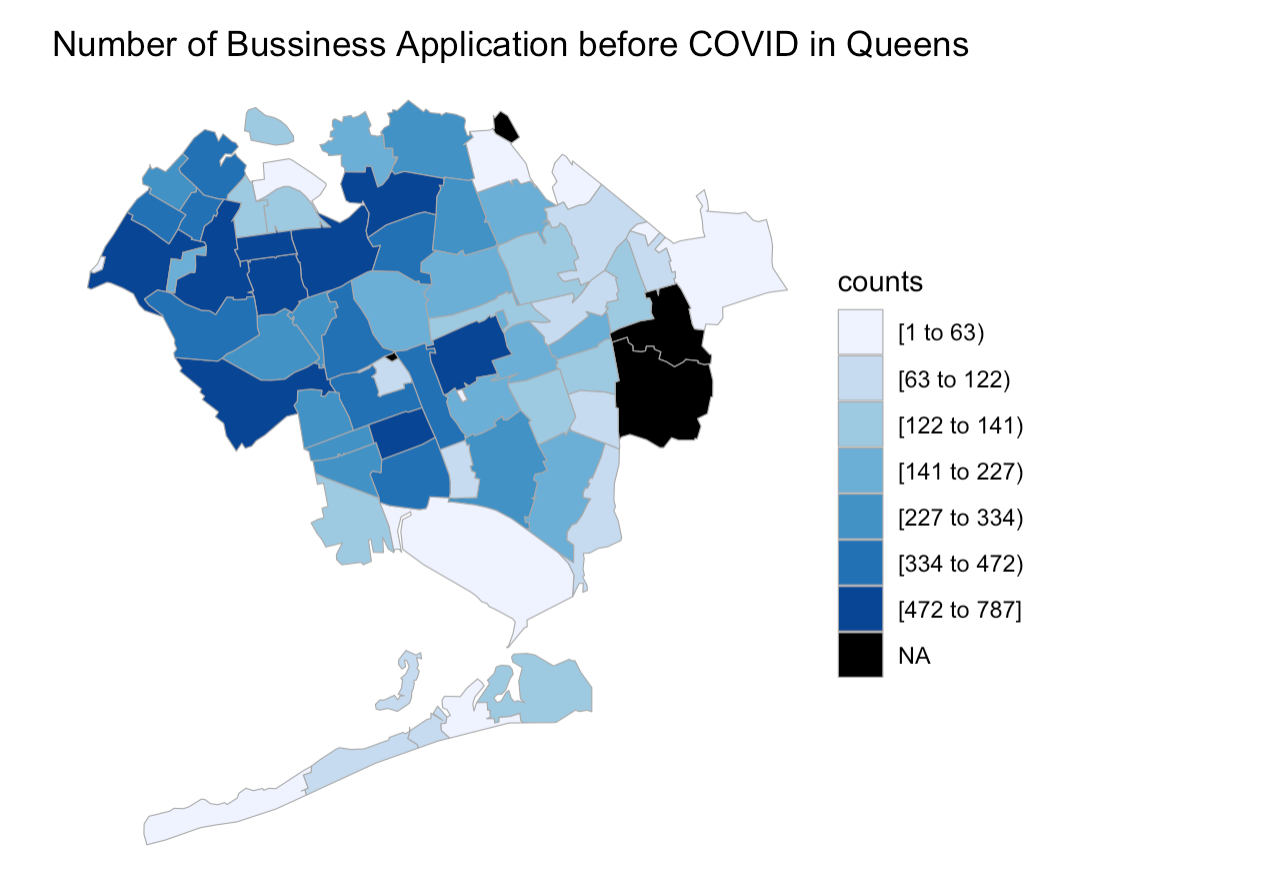 Number of Bussiness Application before COVID in Queens
counts
[1 to 63)
[63 to 122)
[122 to 141)
[141 to 227)
[227 to 334)
[334 to 472)
[472 to 787]
NA